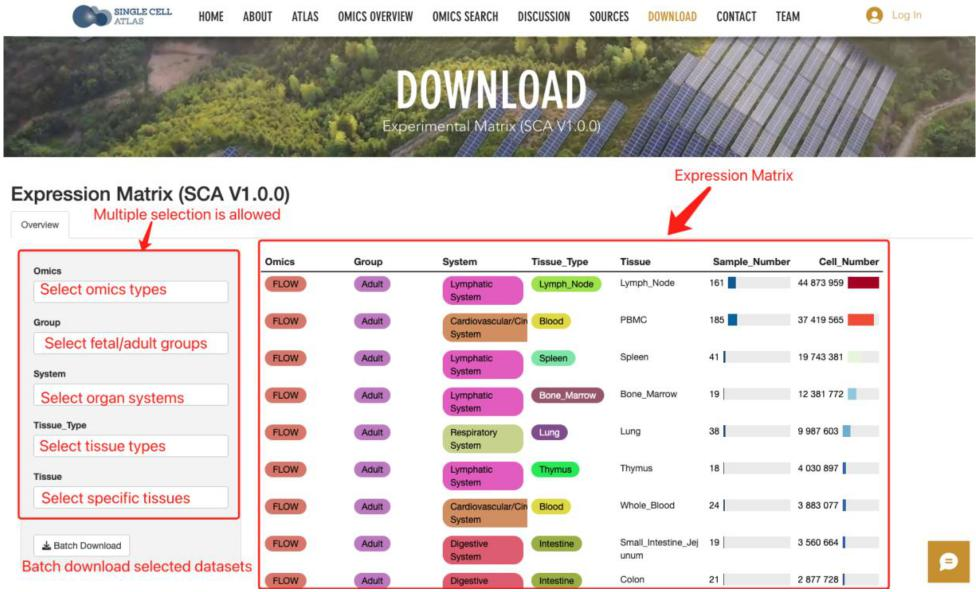 SINGLE CELL
ATLAS
HOME ABOUT ATLAS OMICS OVERVIEW OMICS SEARCH DISCUSSION SOURCES DOWNLOAD CONTACT TEAM Log In
DOWNLOAD
Experimental Matrix (SCA V1.0.0)
Expression Matrix
Expression Matrix (SCA V1.0.0)
Multiple selection is allowed
Overview
Omics
Select omics types
Group
Select fetal/adult groups
System
Select organ systems
Tissue_Type
Select tissue types
Tissue
Select specific tissues
Batch Download
Batch download selected datasets
Omics Group System Tissue_Type Tissue Sample_Number Cell_Number
FLOW Adult Lymphatic Lymph_Node Lymph_Node 161 44 873 959
System
FLOW Adult Cardiovascular/Cir Blood PBMC 185 37 419 565
System
FLOW Adult Lymphatic Spleen Spleen 41 19 743 381
System
FLOW Adult Lymphatic Bone_Marrow Bone_Marrow 19 12 381 772
System
FLOW Adult Respiratory Lung Lung 38 9 987 603
System
FLOW Adult Lymphatic Thymus Thymus 18 4 030 897
System
FLOW Adult Cardiovascular/Cir Blood Whole_Blood 24 3 883 077
System
FLOW Adult Digestive Intestine Small_Intestine_Jej 19 3 560 664
System unum
FLOW Adult Digestive Intestine Colon 21 2 877 728